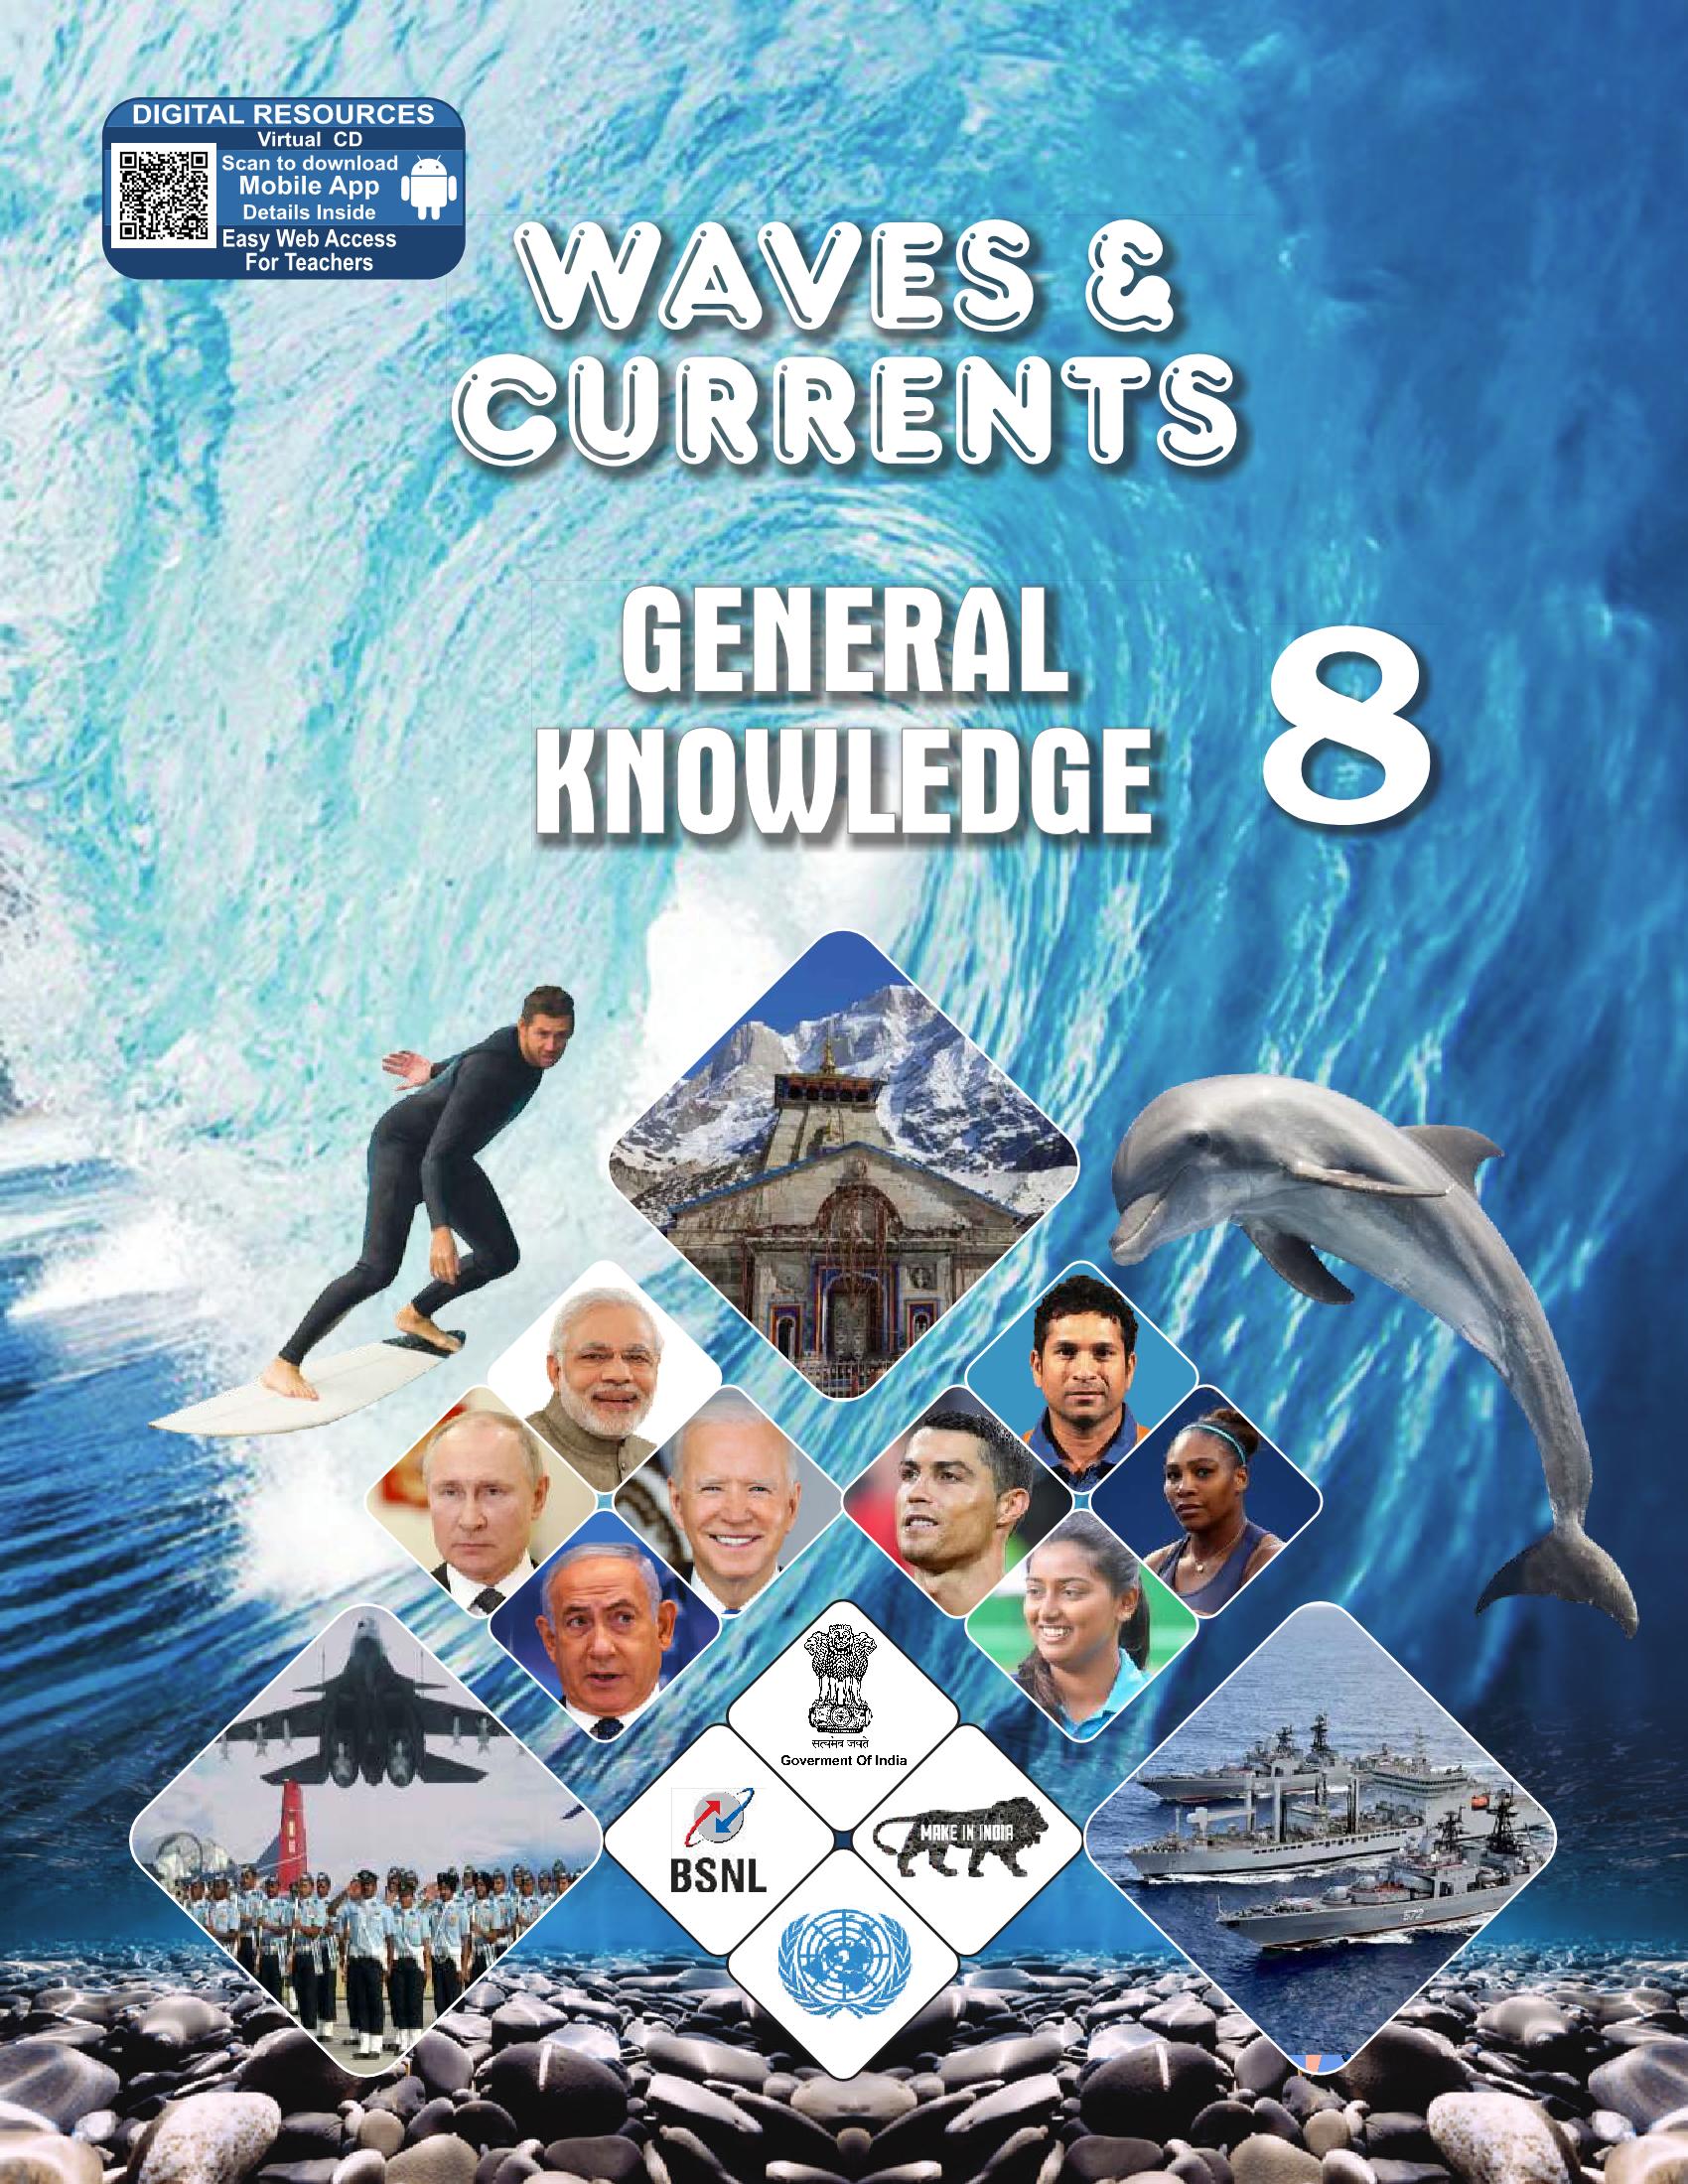 DIGITAL RESOURCES
Virtual CD
Scan to download
Mobile App
Details Inside
Easy Web Access
For Teachers
WAVES &
CURRENTS
GENERAL
KNOWLEDGE
8
सत्यमेव जयते
Goverment Of India
BSNL
MAKE IN INDIA
572